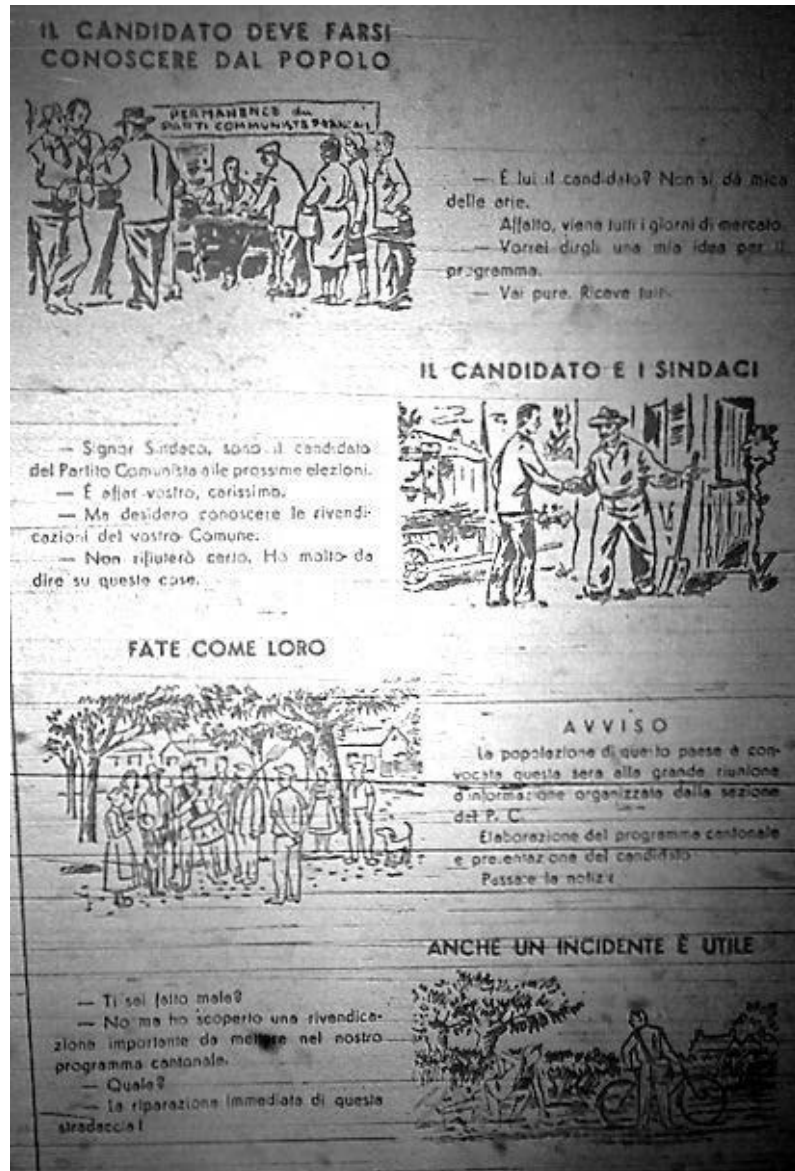 IL CANDIDATO DEVE FARSI
CONOSCERE DAL POPOLO
PERMANENCE du
PARTI COMMUNISTE FRANÇAIS
— É lui il candidato? Non si dà mica
delle arie.
Affatto, viene tutti i giorni di mercato.
— Vorrei dirgli una mia idea per il
programma.
— Vai pure. Riceve tutti.
IL CANDIDATO E I SINDACI
— Signor Sindaco, sono il candidato
del Partito Comunista alle prossime elezioni.
— É affar vostro, carissimo.
— Ma desidero conoscere le rivendi-
cazioni del vostro Comune.
— Non rifiuterò certo. Ho molto da
dire su queste cose.
FATE COME LORO
AVVISO
La popolazione di questo paese è con-
vocata questa sera alla grande riunione
d'informazione organizzata dalla sezione
del P. C.
Elaborazione del programma cantonale
e presentazione del candidato
Passate la notizia
ANCHE UN INCIDENTE È UTILE
— Ti sei fatto male?
— No ma ho scoperto una rivendica-
zione importante da mettere nel nostro
programma cantonale.
— Quale?
— La riparazione immediata di questa
stradaccia!